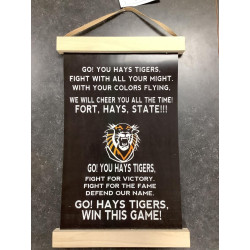 GO! YOU HAYS TIGERS,
FIGHT WITH ALL YOUR MIGHT.
WITH YOUR COLORS FLYING,
WE WILL CHEER YOU ALL THE TIME!
FORT, HAYS, STATE!!!
GO! YOU HAYS TIGERS,
FIGHT FOR VICTORY.
FIGHT FOR THE FAME
DEFEND OUR NAME.
GO! HAYS TIGERS,
WIN THIS GAME!